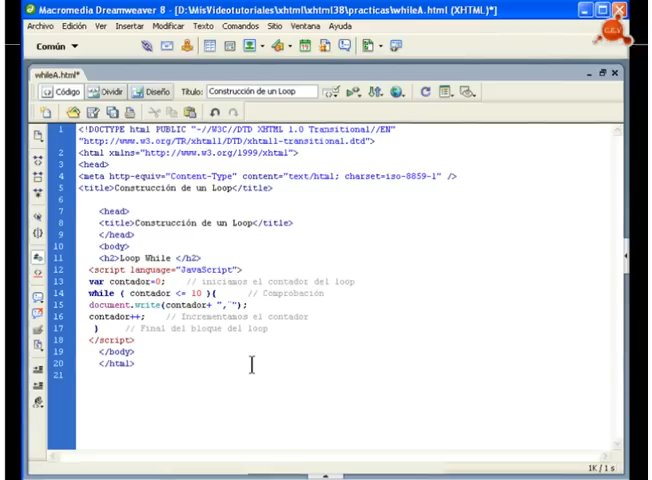 Macromedia Dreamweaver 8 - [D:\MisVideotutoriales\xhtml\xhtml3B\practicas\whileA.html (XHTML)*]
Archivo Edición Ver Insertar Modificar Texto Comandos Sitio Ventana Ayuda
Común
whileA.html*
Código Dividir Diseño Título: Construcción de un Loop
1 <!DOCTYPE html PUBLIC "-//W3C//DTD XHTML 1.0 Transitional//EN"
"http://www.w3.org/TR/xhtml1/DTD/xhtml1-transitional.dtd">
2 <html xmlns="http://www.w3.org/1999/xhtml">
3 <head>
4 <meta http-equiv="Content-Type" content="text/html; charset=iso-8859-1" />
5 <title>Construcción de un Loop</title>
6
7 <head>
8 <title>Construcción de un Loop</title>
9 </head>
10 <body>
11 <h2>Loop While </h2>
12 <script language="JavaScript">
13 var contador=0; // iniciamos el contador del loop
14 while ( contador <= 10 ){ // Comprobación
15 document.write(contador+ ",¨");
16 contador++; // Incrementamos el contador
17 } // Final del bloque del loop
18 </script>
19 </body>
20 </html>
21
1K / 1 s